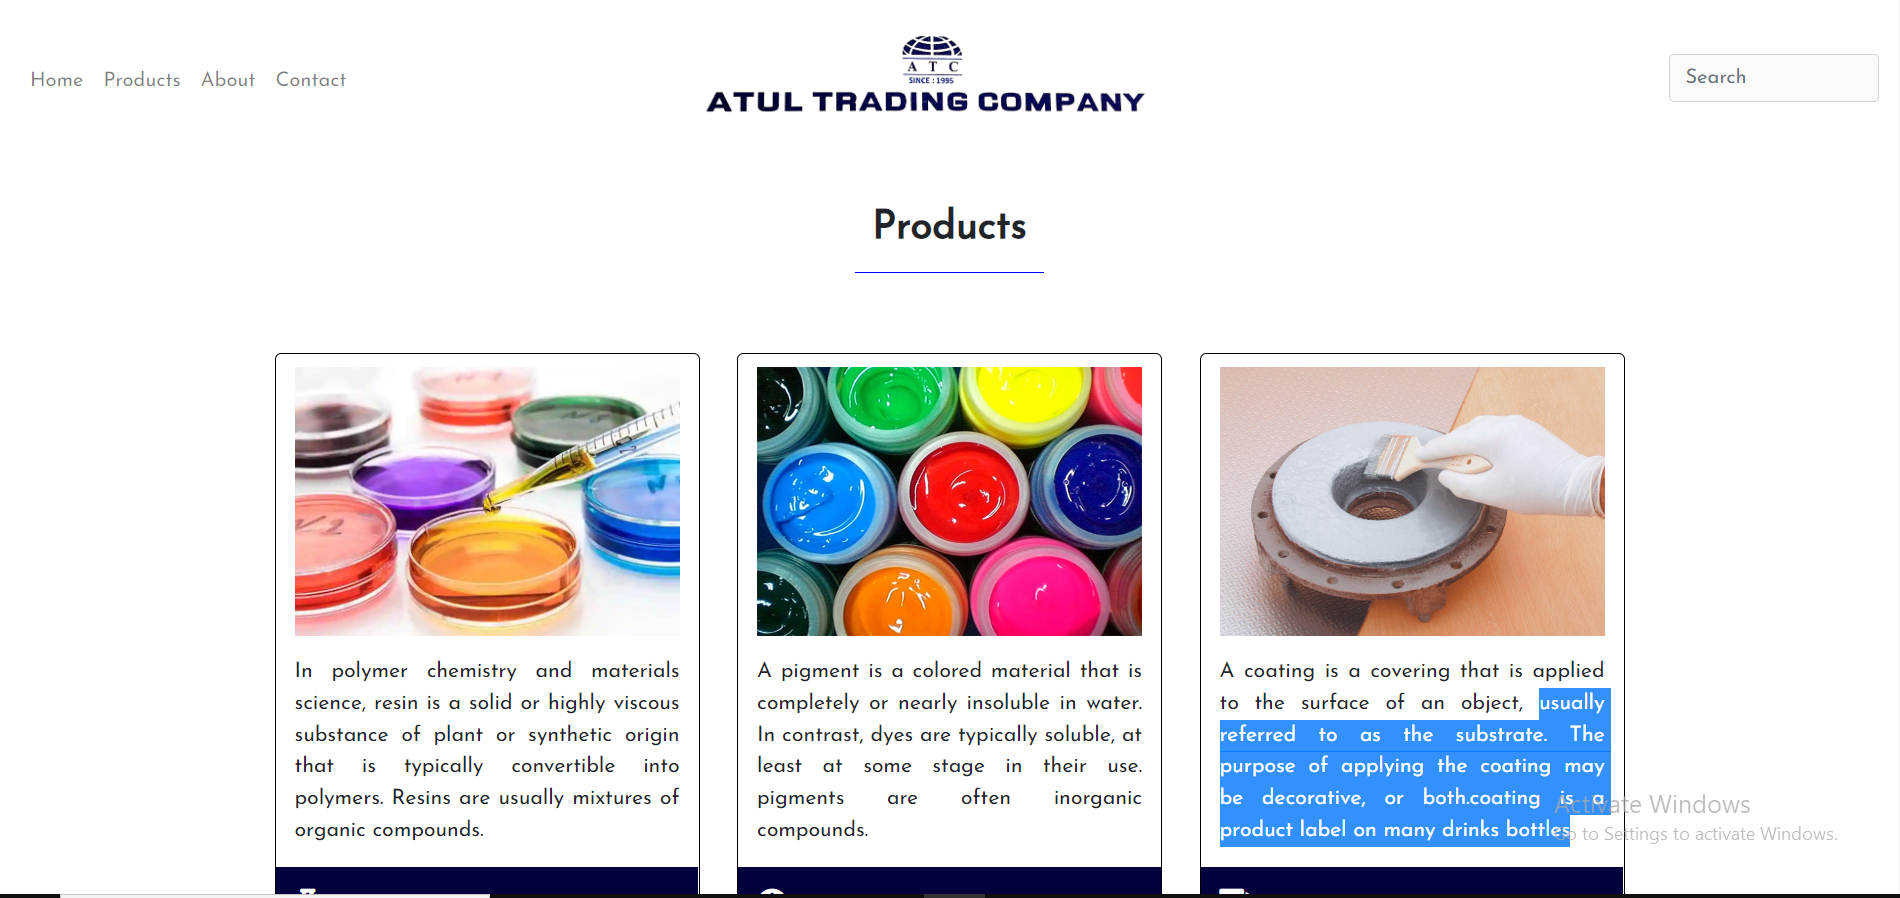 Home Products About Contact
A T C
SINCE : 1995
ATUL TRADING COMPANY
Search
Products
In polymer chemistry and materials
science, resin is a solid or highly viscous
substance of plant or synthetic origin
that is typically convertible into
polymers. Resins are usually mixtures of
organic compounds.
A pigment is a colored material that is
completely or nearly insoluble in water.
In contrast, dyes are typically soluble, at
least at some stage in their use.
pigments are often inorganic
compounds.
A coating is a covering that is applied
to the surface of an object, usually
referred to as the substrate. The
purpose of applying the coating may
be decorative, or both.coating is a
product label on many drinks bottles
Activate Windows
Go to Settings to activate Windows.